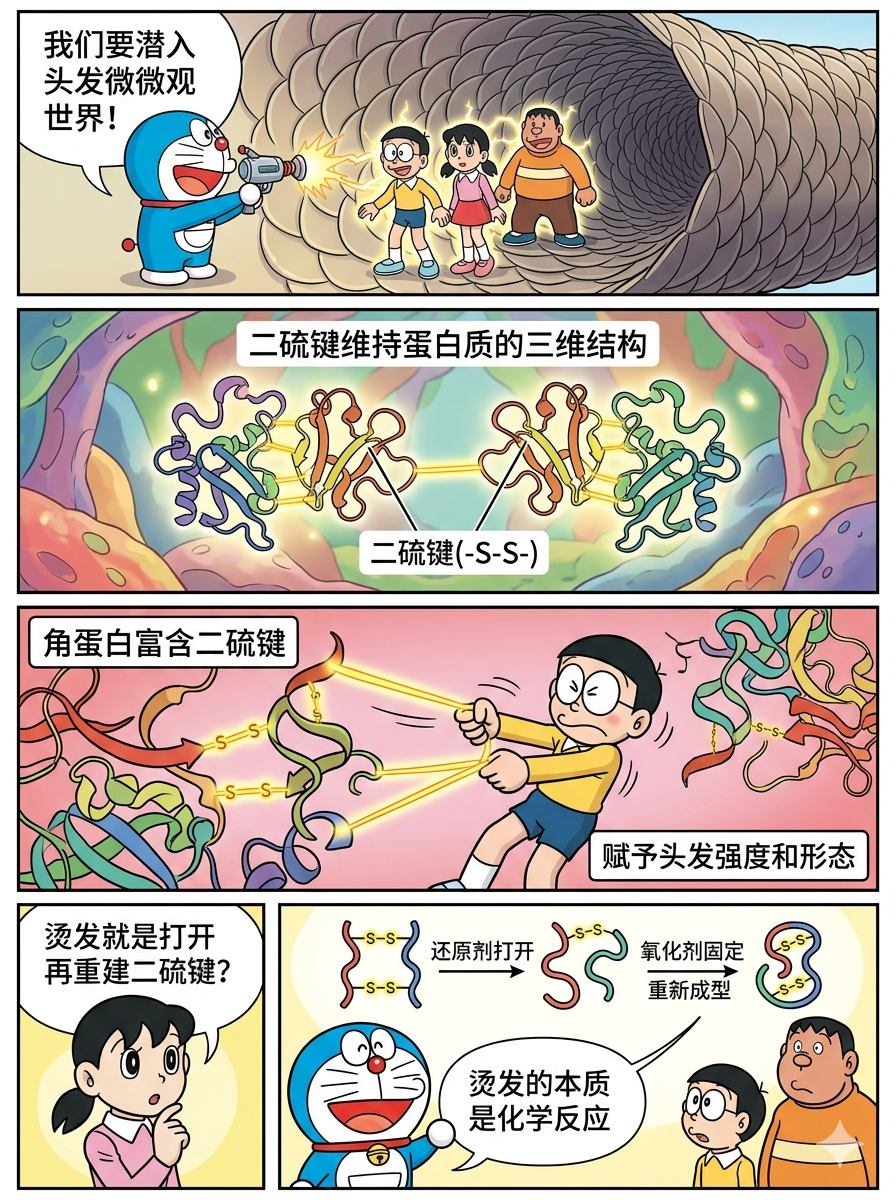 我们要潜入
头发微微观
世界！
二硫键维持蛋白质的三维结构
二硫键(-S-S-)
角蛋白富含二硫键
S-S
S-S
S-S
赋予头发强度和形态
烫发就是打开
再重建二硫键？
-S-S-
-S-S-
还原剂打开
-S-S-
氧化剂固定
重新成型
-S-S-
-S-S-
烫发的本质
是化学反应